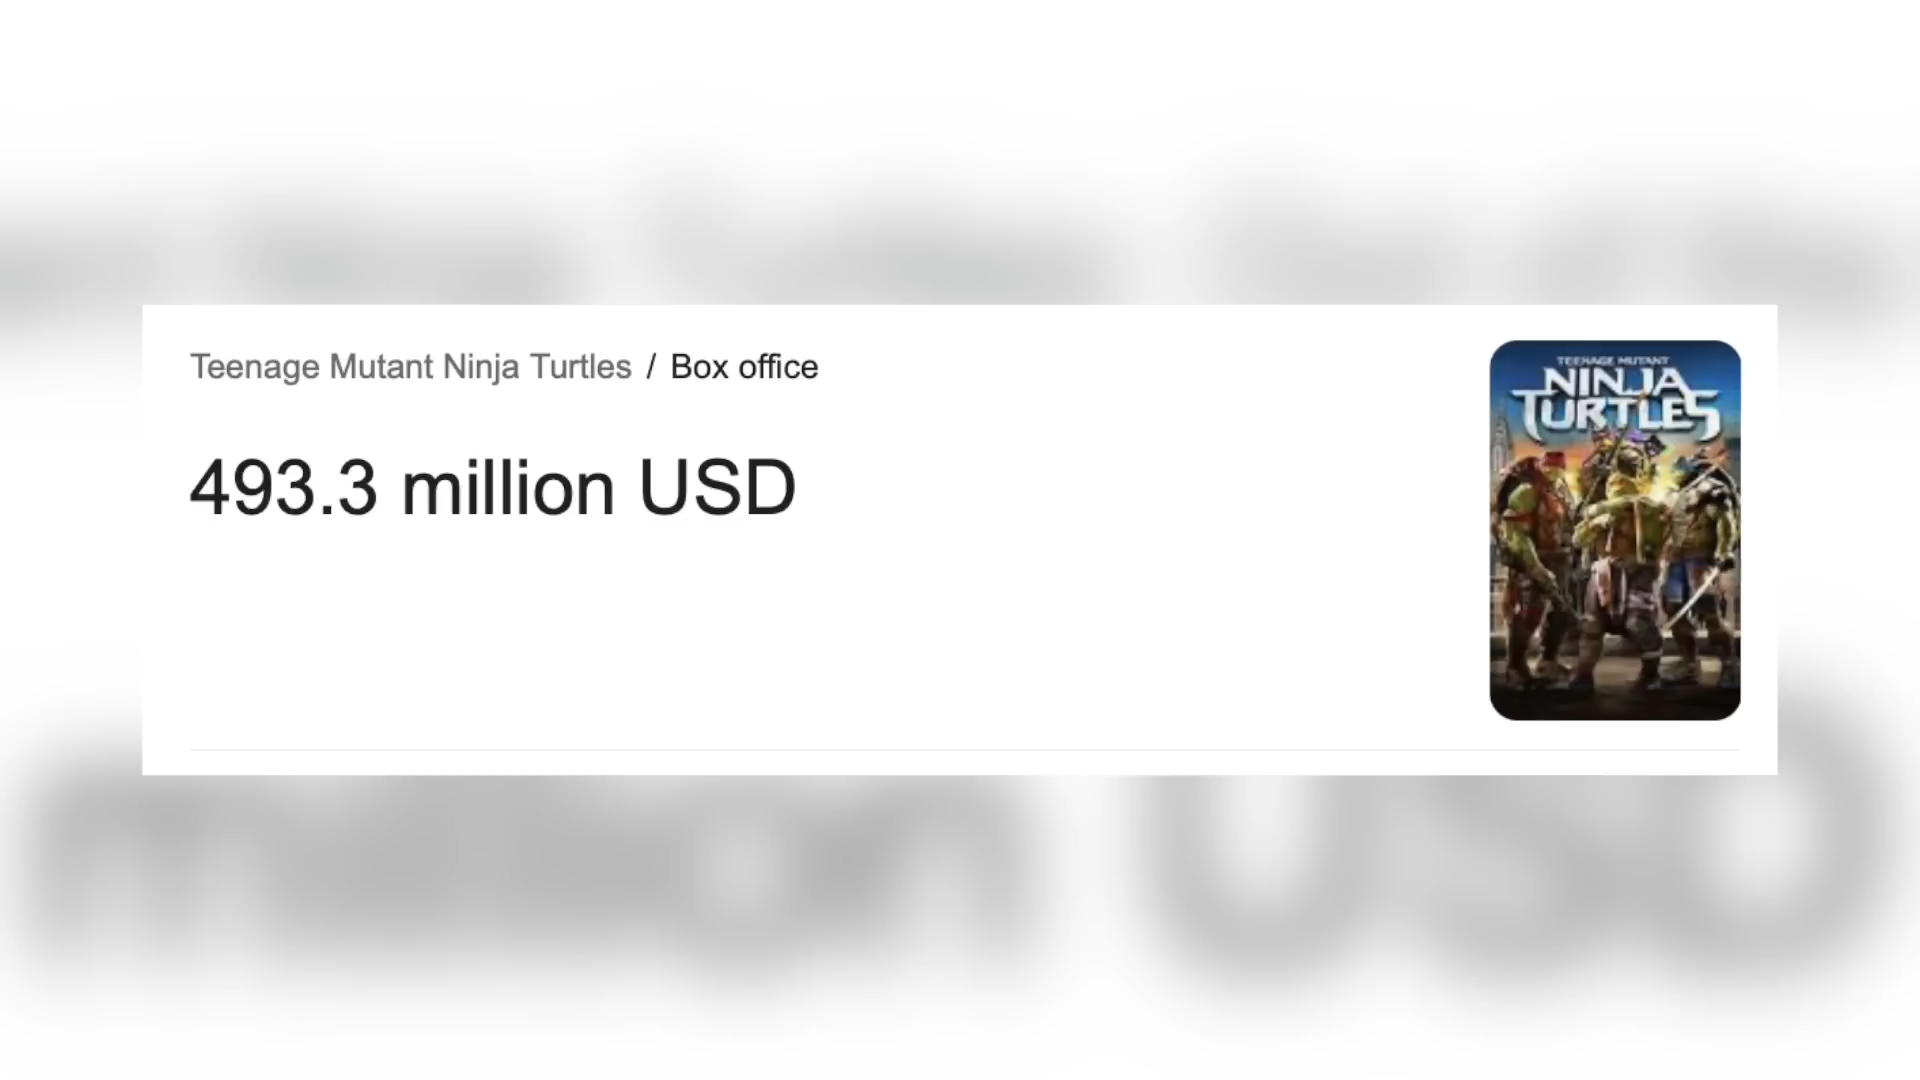 Teenage Mutant Ninja Turtles / Box office
493.3 million USD
TEENAGE MUTANT
NINJA
TURTLES